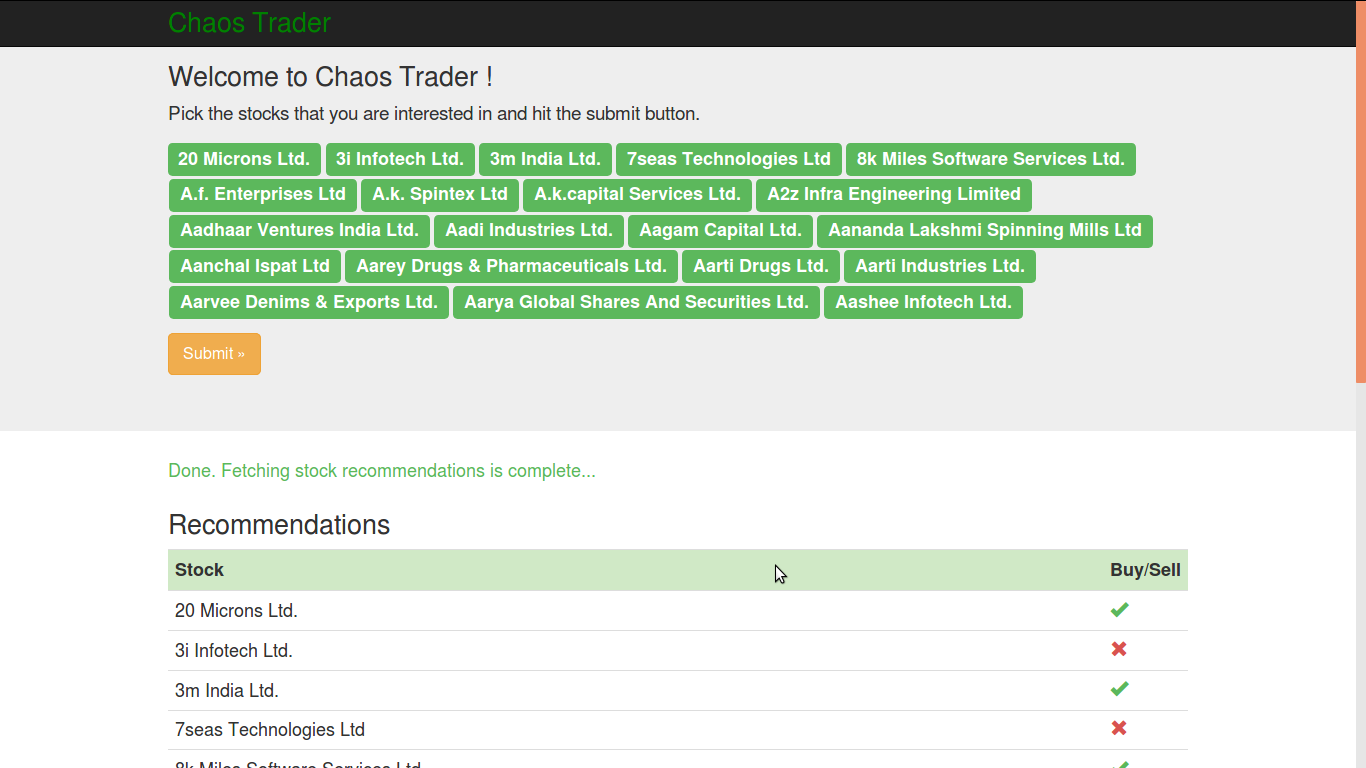 Chaos Trader
Welcome to Chaos Trader !
Pick the stocks that you are interested in and hit the submit button.
20 Microns Ltd. 3i Infotech Ltd. 3m India Ltd. 7seas Technologies Ltd 8k Miles Software Services Ltd.
A.f. Enterprises Ltd A.k. Spintex Ltd A.k.capital Services Ltd. A2z Infra Engineering Limited
Aadhaar Ventures India Ltd. Aadi Industries Ltd. Aagam Capital Ltd. Aananda Lakshmi Spinning Mills Ltd
Aanchal Ispat Ltd Aarey Drugs & Pharmaceuticals Ltd. Aarti Drugs Ltd. Aarti Industries Ltd.
Aarvee Denims & Exports Ltd. Aarya Global Shares And Securities Ltd. Aashee Infotech Ltd.
Submit »
Done. Fetching stock recommendations is complete...
Recommendations
Stock Buy/Sell
20 Microns Ltd.
3i Infotech Ltd.
3m India Ltd.
7seas Technologies Ltd
8k Miles Software Services Ltd.